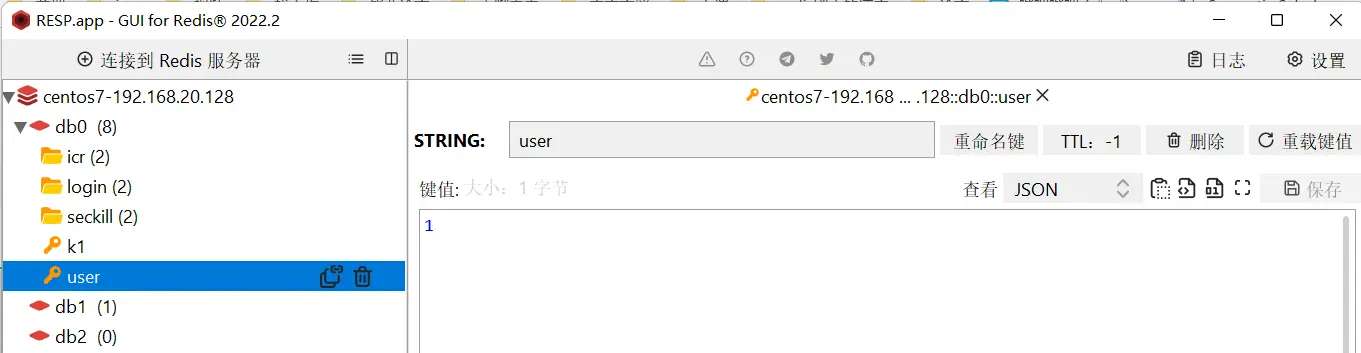 RESP.app - GUI for Redis® 2022.2
连接到 Redis 服务器
日志
设置
centos7-192.168.20.128
db0 (8)
icr (2)
login (2)
seckill (2)
k1
user
db1 (1)
db2 (0)
centos7-192.168 ... .128::db0::user
STRING:
user
重命名键
TTL：-1
删除
重载键值
键值: 大小：1 字节
查看
JSON
保存
1